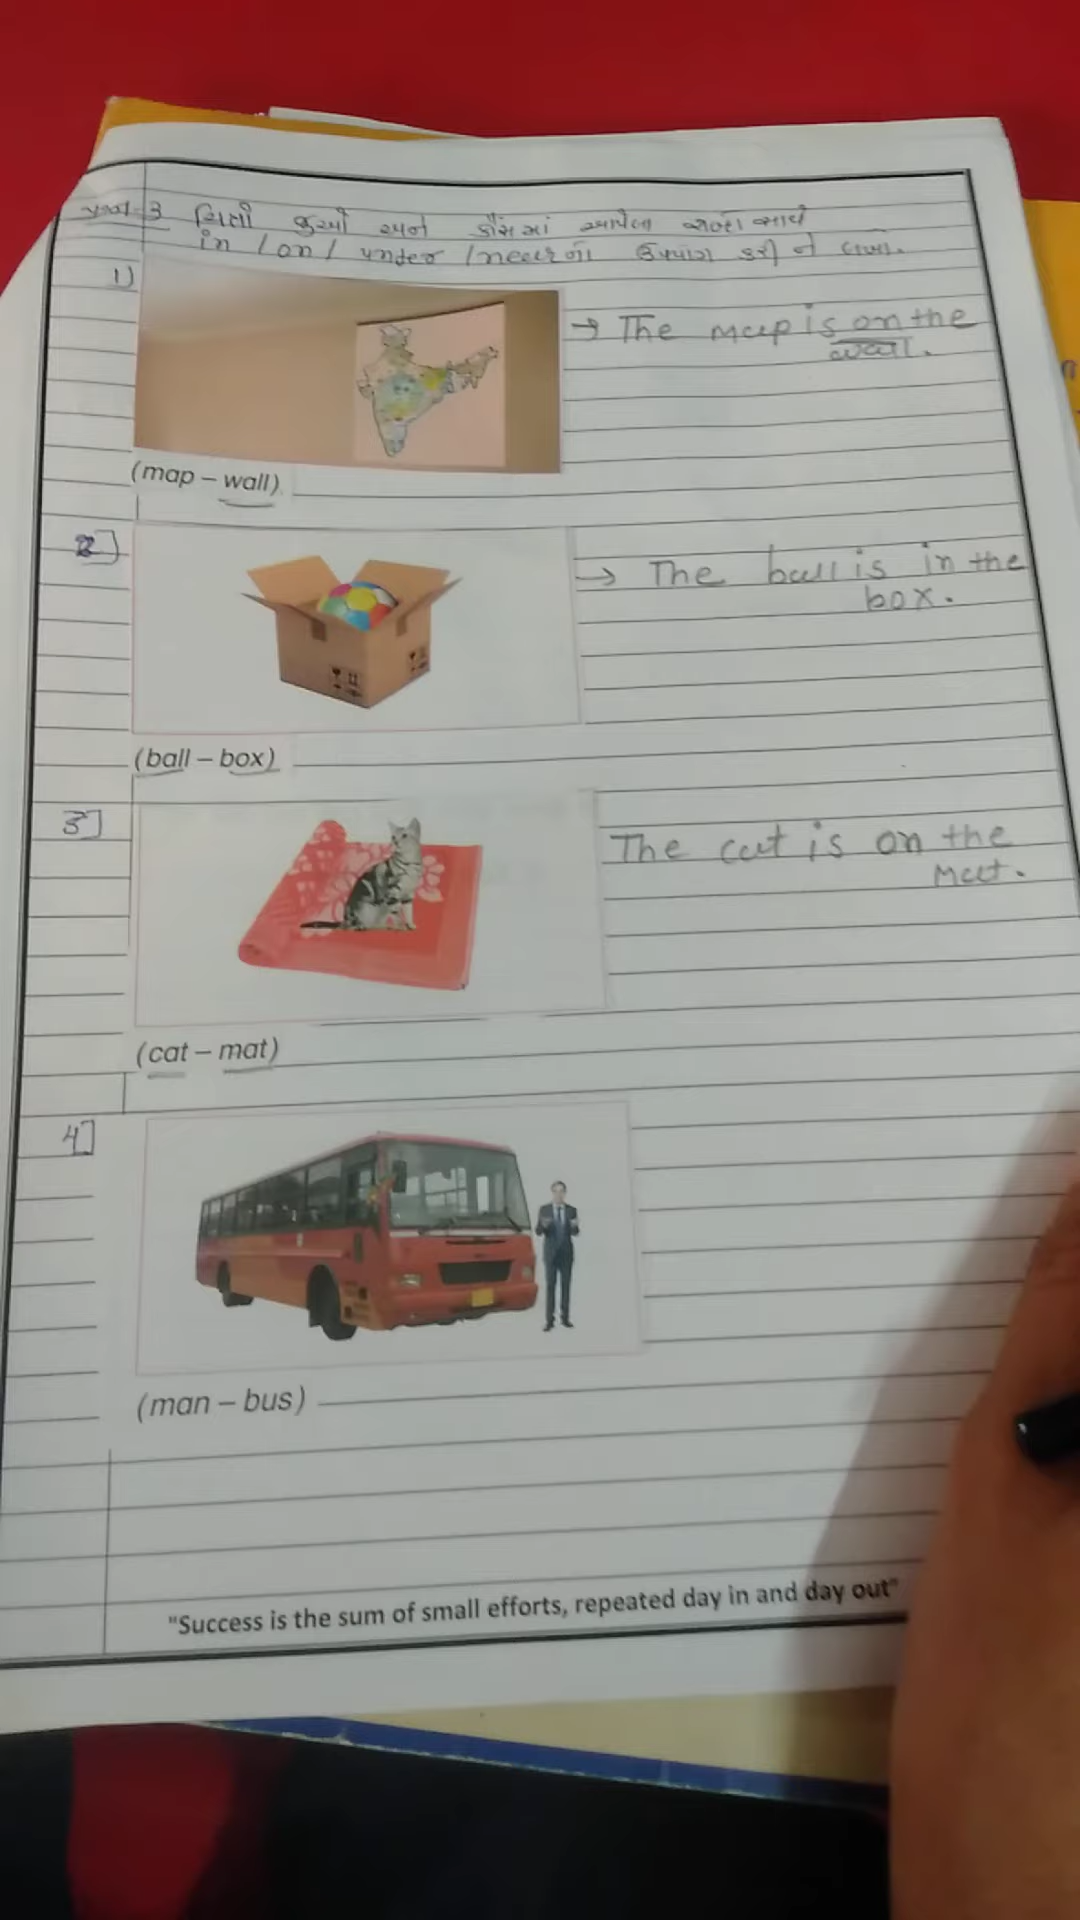 પ્રશ્ન-3 ચિત્રો જુઓ અને કૌંસમાં આપેલા શબ્દો સાથે
in / on / under / near નો ઉપયોગ કરી ને લખો.
1)
→ The map is on the
wall.
(map – wall)
2]
→ The ball is in the
box.
(ball – box)
3]
The cat is on the
Mat.
(cat – mat)
4]
(man – bus)
"Success is the sum of small efforts, repeated day in and day out"